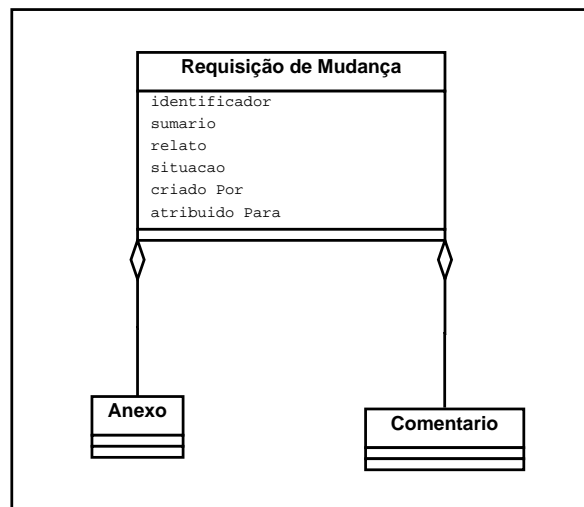 Requisição de Mudança
identificador
sumario
relato
situacao
criado Por
atribuido Para
Anexo
Comentario